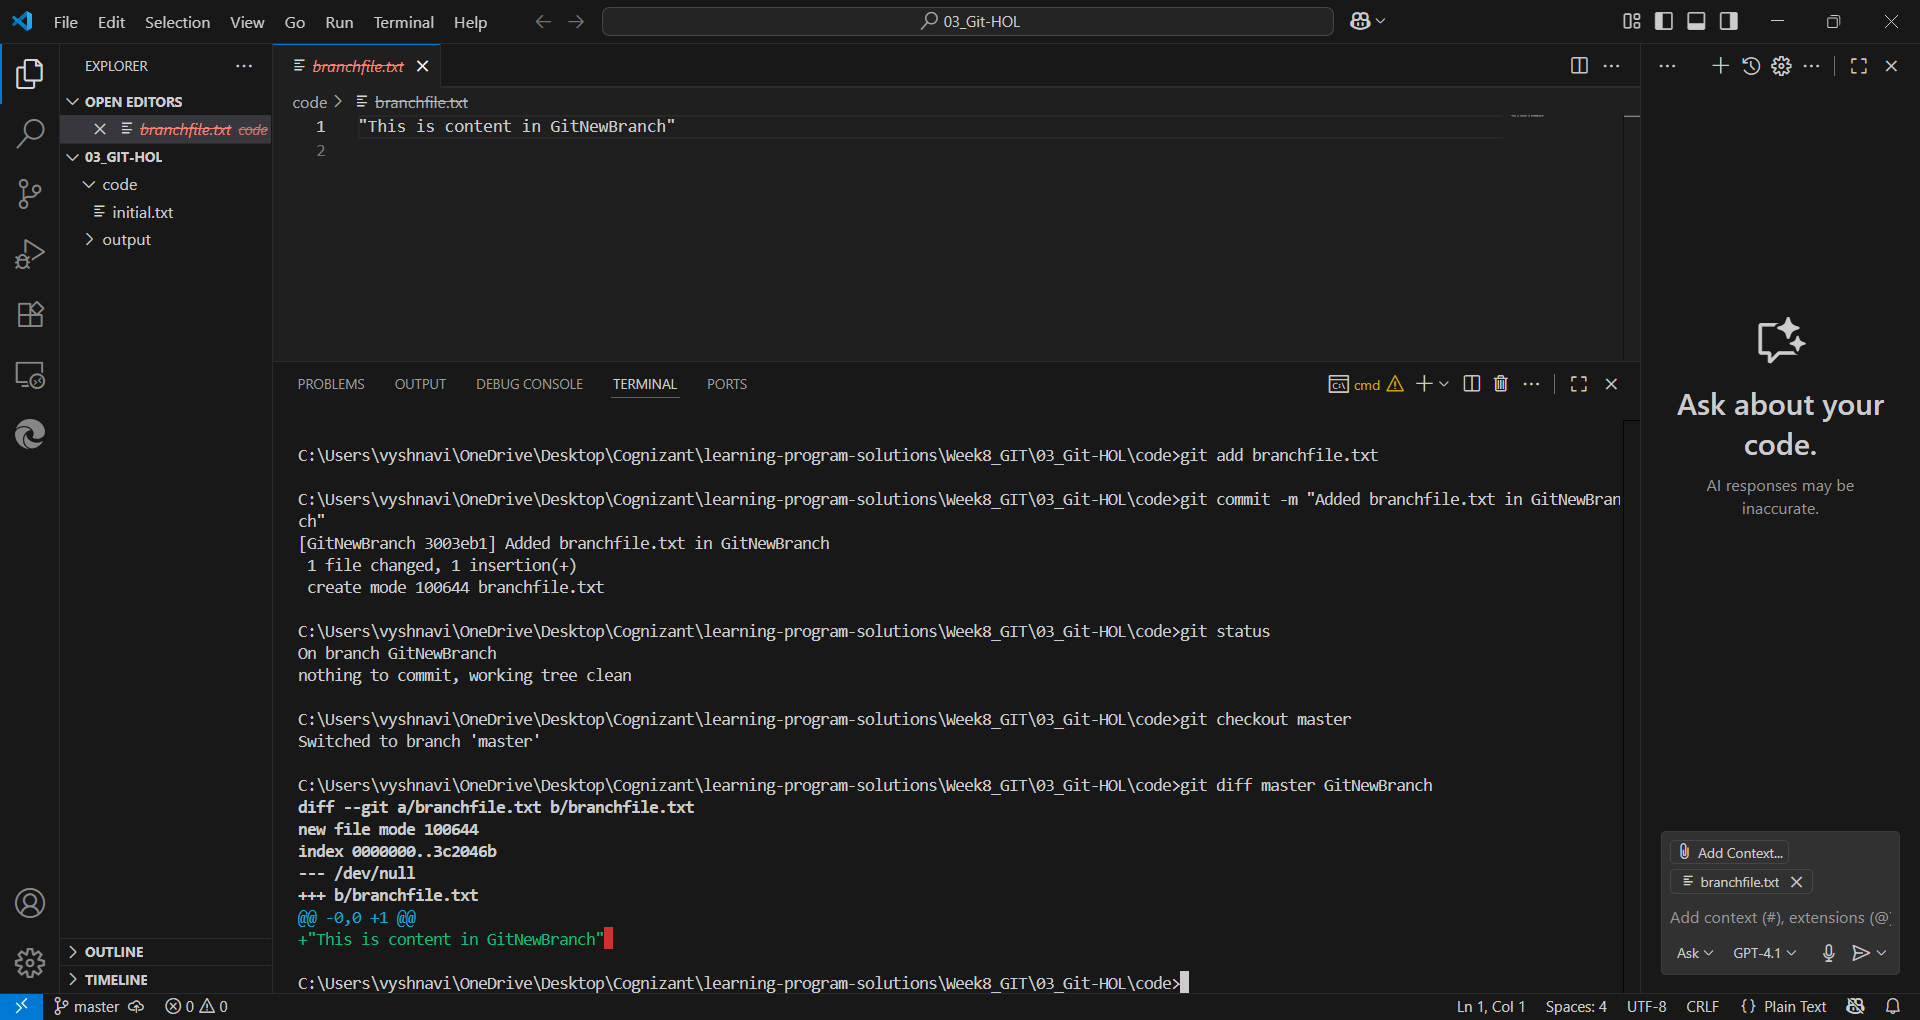 File Edit Selection View Go Run Terminal Help
03_Git-HOL
EXPLORER
OPEN EDITORS
branchfile.txt code
03_GIT-HOL
code
initial.txt
output
OUTLINE
TIMELINE
branchfile.txt
code > branchfile.txt
1 "This is content in GitNewBranch"
2
PROBLEMS OUTPUT DEBUG CONSOLE TERMINAL PORTS
cmd
C:\Users\vyshnavi\OneDrive\Desktop\Cognizant\learning-program-solutions\Week8_GIT\03_Git-HOL\code>git add branchfile.txt
C:\Users\vyshnavi\OneDrive\Desktop\Cognizant\learning-program-solutions\Week8_GIT\03_Git-HOL\code>git commit -m "Added branchfile.txt in GitNewBran
ch"
[GitNewBranch 3003eb1] Added branchfile.txt in GitNewBranch
1 file changed, 1 insertion(+)
create mode 100644 branchfile.txt
C:\Users\vyshnavi\OneDrive\Desktop\Cognizant\learning-program-solutions\Week8_GIT\03_Git-HOL\code>git status
On branch GitNewBranch
nothing to commit, working tree clean
C:\Users\vyshnavi\OneDrive\Desktop\Cognizant\learning-program-solutions\Week8_GIT\03_Git-HOL\code>git checkout master
Switched to branch 'master'
C:\Users\vyshnavi\OneDrive\Desktop\Cognizant\learning-program-solutions\Week8_GIT\03_Git-HOL\code>git diff master GitNewBranch
diff --git a/branchfile.txt b/branchfile.txt
new file mode 100644
index 0000000..3c2046b
--- /dev/null
+++ b/branchfile.txt
@@ -0,0 +1 @@
+"This is content in GitNewBranch"
C:\Users\vyshnavi\OneDrive\Desktop\Cognizant\learning-program-solutions\Week8_GIT\03_Git-HOL\code>
Ask about your
code.
AI responses may be
inaccurate.
Add Context...
branchfile.txt
Add context (#), extensions (@)
Ask GPT-4.1
master 0 0
Ln 1, Col 1 Spaces: 4 UTF-8 CRLF {} Plain Text